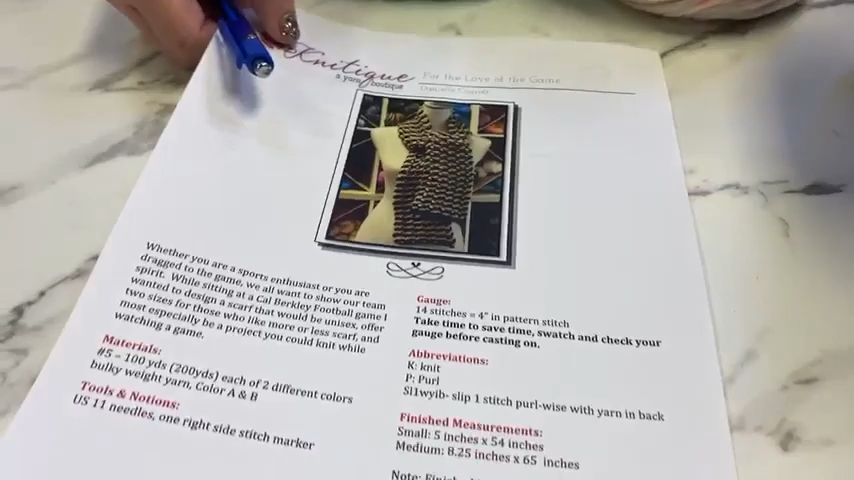 Knitique
a yarn boutique
For the Love of the Game
Whether you are a sports enthusiast or you are
dragged to the game, we all want to show our team
spirit. While sitting at a Cal Berkley Football game I
wanted to design a scarf that would be unisex, offer
two sizes for those who like more or less scarf, and
most especially be a project you could knit while
watching a game.
Materials:
#5 – 100 yds (200yds) each of 2 different colors
bulky weight yarn, Color A & B
Tools & Notions:
US 11 needles, one right side stitch marker
Gauge:
14 stitches = 4" in pattern stitch
Take time to save time, swatch and check your
gauge before casting on.
Abbreviations:
K: knit
P: Purl
Sl1wyib- slip 1 stitch purl-wise with yarn in back
Finished Measurements:
Small: 5 inches x 54 inches
Medium: 8.25 inches x 65 inches
Note: